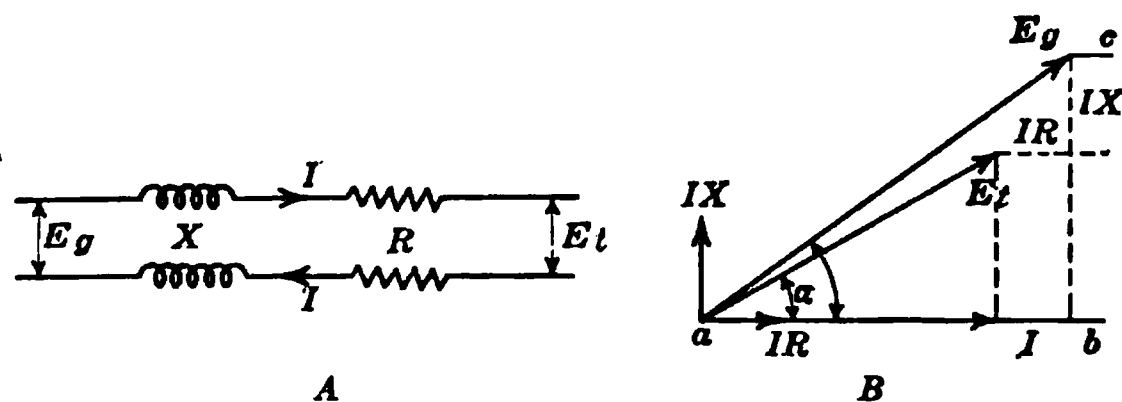 I
Eg X R Et
I
A
Eg c
IX
IR
IX Et
α
a IR I b
B